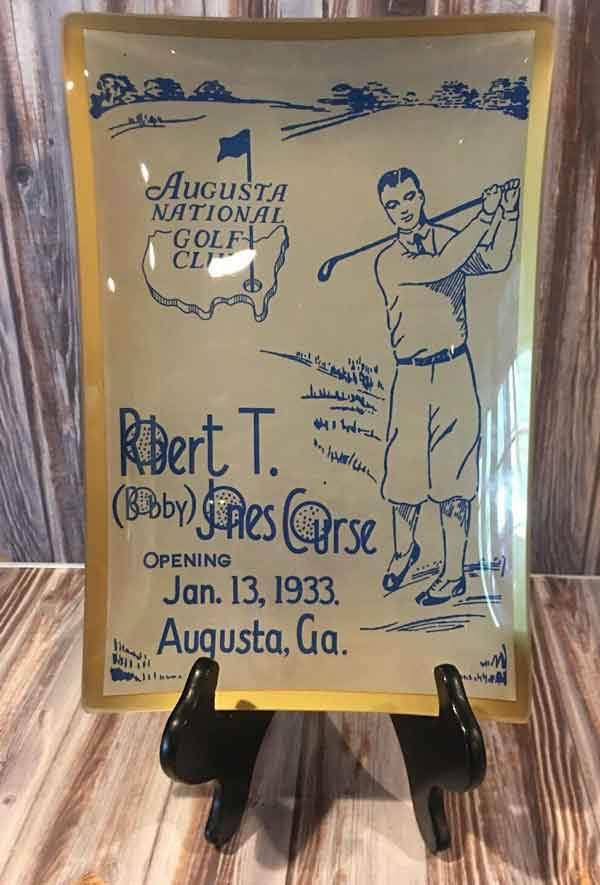 AUGUSTA
NATIONAL
GOLF
CLUB
Robert T.
(Bobby) Jones Course
OPENING
Jan. 13, 1933.
Augusta, Ga.